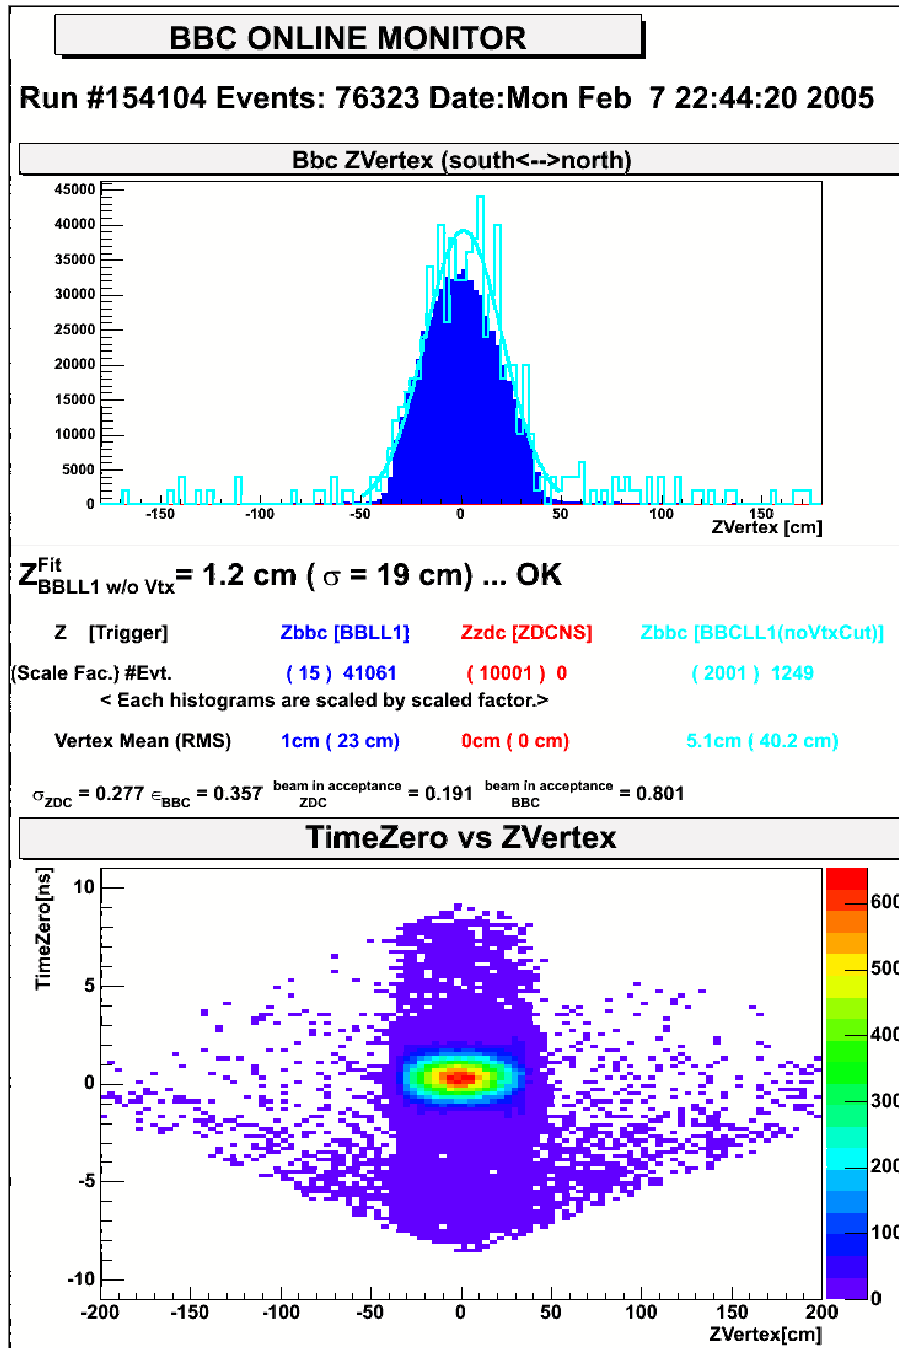 BBC ONLINE MONITOR
Run #154104 Events: 76323 Date:Mon Feb 7 22:44:20 2005
Bbc ZVertex (south<-->north)
45000
40000
35000
30000
25000
20000
15000
10000
5000
0
-150 -100 -50 0 50 100 150
ZVertex [cm]
Z Fit BBLL1 w/o Vtx = 1.2 cm ( σ = 19 cm) ... OK
Z [Trigger] Zbbc [BBLL1] Zzdc [ZDCNS] Zbbc [BBCLL1(noVtxCut)]
(Scale Fac.) #Evt. ( 15 ) 41061 ( 10001 ) 0 ( 2001 ) 1249
< Each histograms are scaled by scaled factor.>
Vertex Mean (RMS) 1cm ( 23 cm) 0cm ( 0 cm) 5.1cm ( 40.2 cm)
σZDC = 0.277 ∈BBC = 0.357 beam in acceptance ZDC = 0.191 beam in acceptance BBC = 0.801
TimeZero vs ZVertex
TimeZero[ns]
10
5
0
-5
-10
-200 -150 -100 -50 0 50 100 150 200
ZVertex[cm]
600
500
400
300
200
100
0